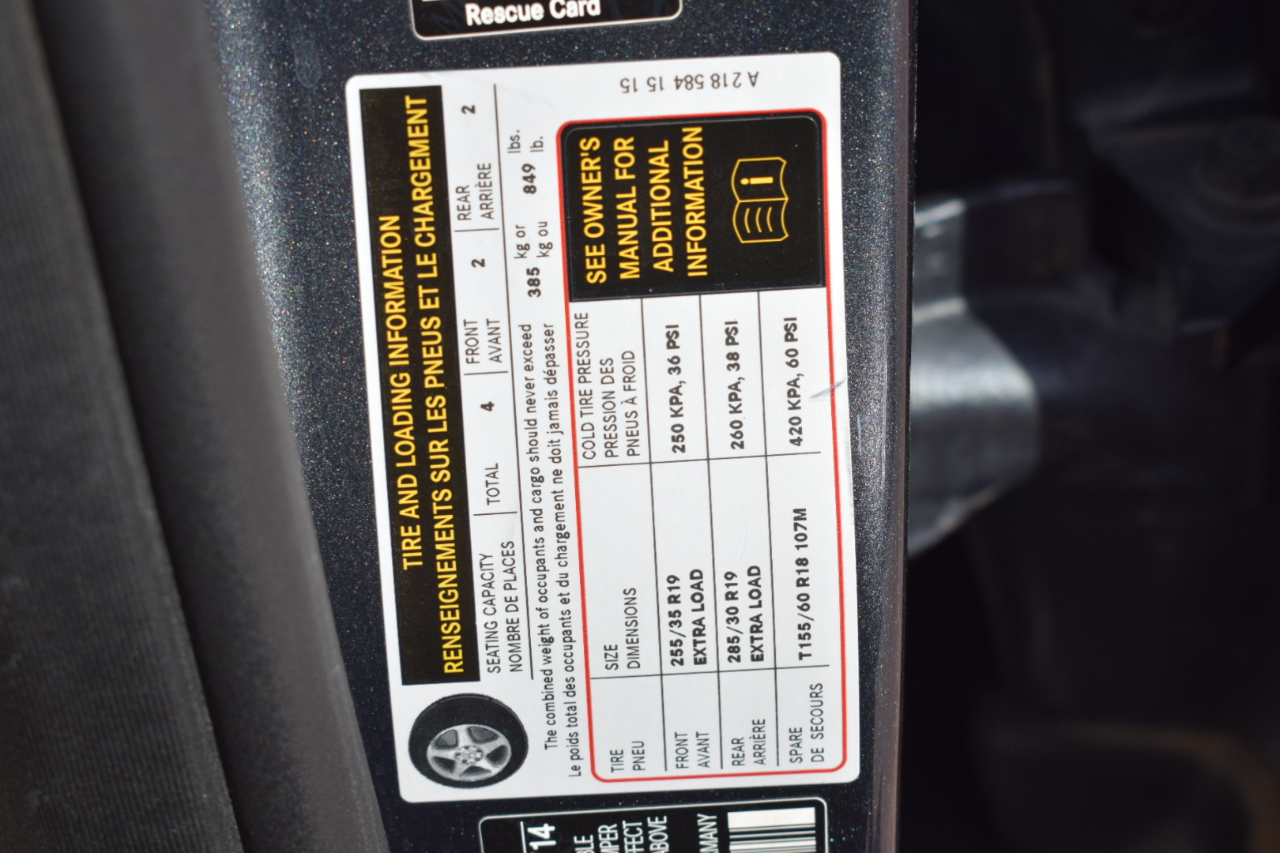 Rescue Card
A 218 584 15 15
TIRE AND LOADING INFORMATION
RENSEIGNEMENTS SUR LES PNEUS ET LE CHARGEMENT
SEATING CAPACITY TOTAL 4 FRONT 2 REAR 2
NOMBRE DE PLACES AVANT ARRIÈRE
The combined weight of occupants and cargo should never exceed 385 kg or 849 lbs.
Le poids total des occupants et du chargement ne doit jamais dépasser kg ou lb.
TIRE SIZE COLD TIRE PRESSURE
PNEU DIMENSIONS PRESSION DES
PNEUS À FROID
FRONT 255/35 R19 250 KPA, 36 PSI
AVANT EXTRA LOAD
REAR 285/30 R19 260 KPA, 38 PSI
ARRIÈRE EXTRA LOAD
SPARE T155/60 R18 107M 420 KPA, 60 PSI
DE SECOURS
SEE OWNER'S
MANUAL FOR
ADDITIONAL
INFORMATION
14